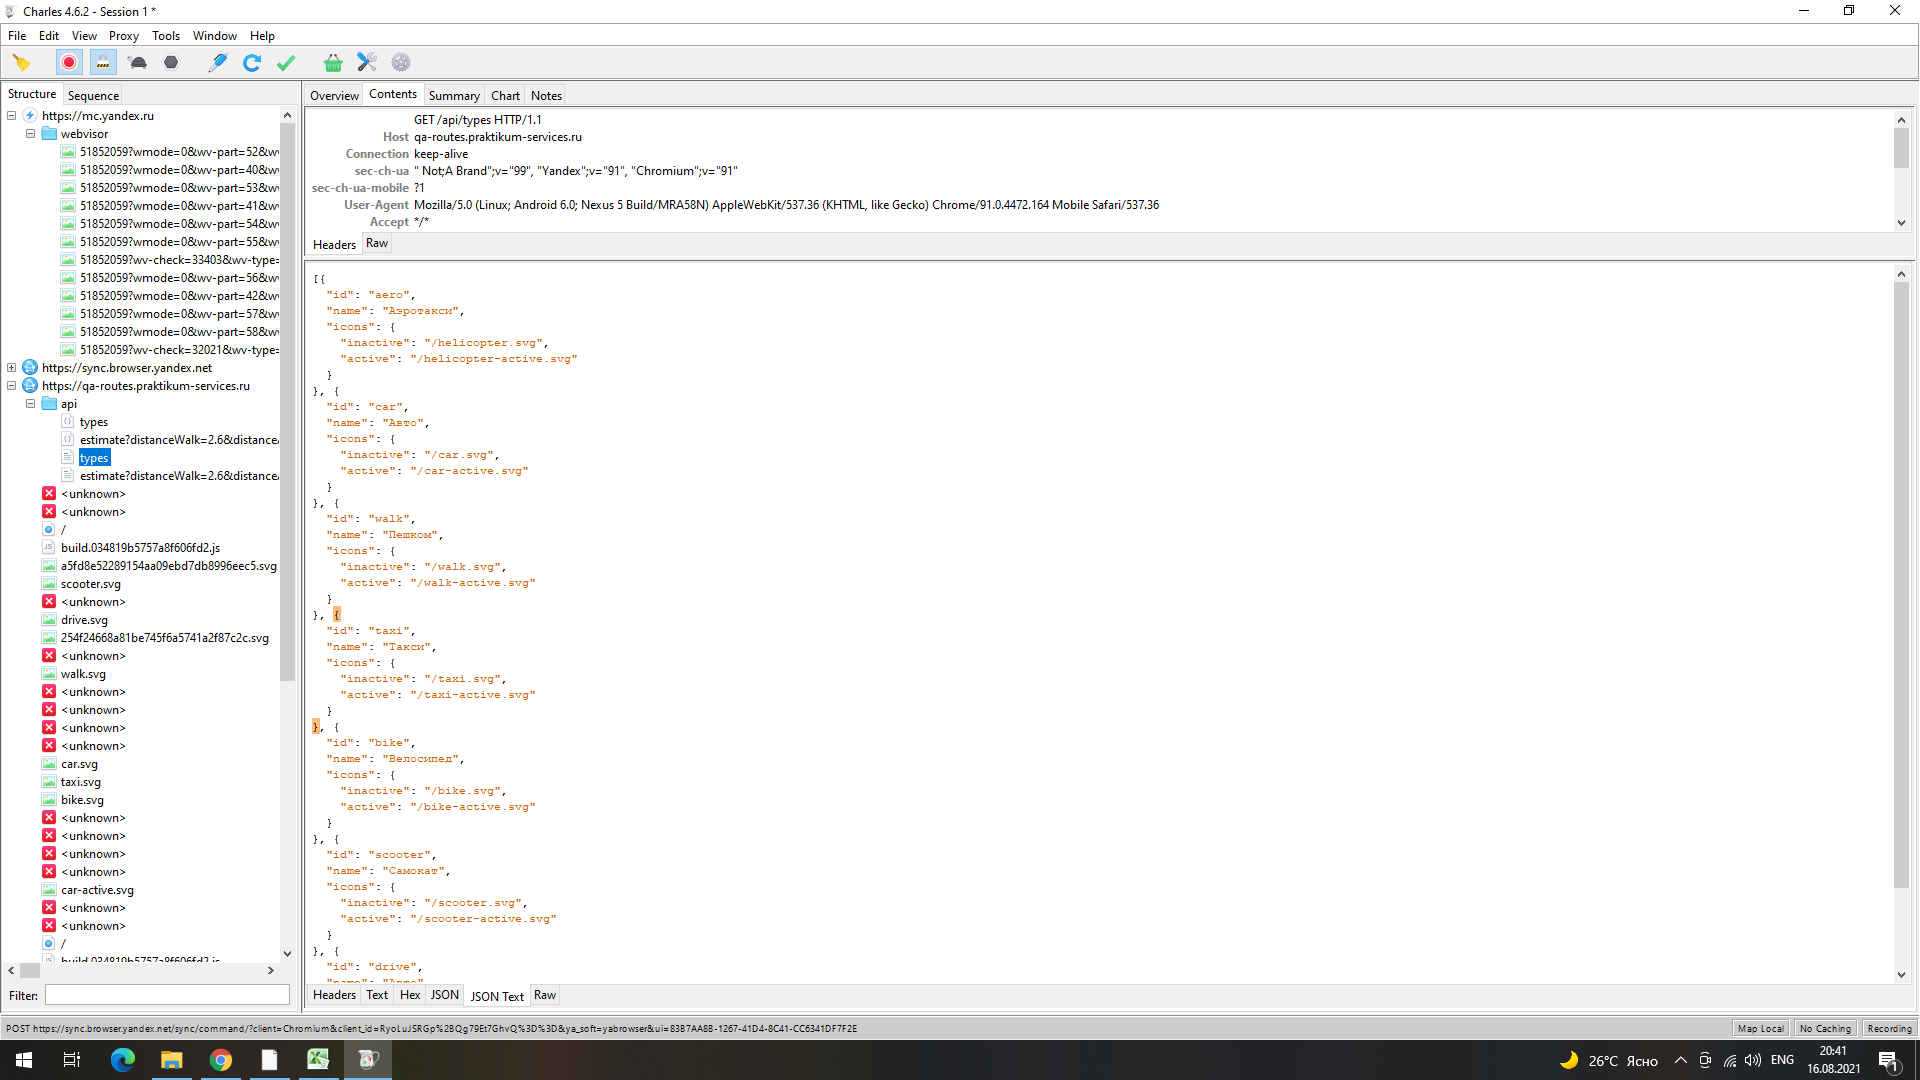 Charles 4.6.2 - Session 1 *
File Edit View Proxy Tools Window Help
Structure Sequence
https://mc.yandex.ru
webvisor
51852059?wmode=0&wv-part=52&wv
51852059?wmode=0&wv-part=40&wv
51852059?wmode=0&wv-part=53&wv
51852059?wmode=0&wv-part=41&wv
51852059?wmode=0&wv-part=54&wv
51852059?wmode=0&wv-part=55&wv
51852059?wv-check=33403&wv-type=
51852059?wmode=0&wv-part=56&wv
51852059?wmode=0&wv-part=42&wv
51852059?wmode=0&wv-part=57&wv
51852059?wmode=0&wv-part=58&wv
51852059?wv-check=32021&wv-type=
https://sync.browser.yandex.net
https://qa-routes.praktikum-services.ru
api
types
estimate?distanceWalk=2.6&distance
types
estimate?distanceWalk=2.6&distance
<unknown>
<unknown>
/
build.034819b5757a8f606fd2.js
a5fd8e52289154aa09ebd7db8996eec5.svg
scooter.svg
<unknown>
drive.svg
254f24668a81be745f6a5741a2f87c2c.svg
<unknown>
walk.svg
<unknown>
<unknown>
<unknown>
<unknown>
car.svg
taxi.svg
bike.svg
<unknown>
<unknown>
<unknown>
<unknown>
car-active.svg
<unknown>
<unknown>
/
build.034819b5757a8f606fd2.js
Filter:
Overview Contents Summary Chart Notes
GET /api/types HTTP/1.1
Host qa-routes.praktikum-services.ru
Connection keep-alive
sec-ch-ua " Not;A Brand";v="99", "Yandex";v="91", "Chromium";v="91"
sec-ch-ua-mobile ?1
User-Agent Mozilla/5.0 (Linux; Android 6.0; Nexus 5 Build/MRA58N) AppleWebKit/537.36 (KHTML, like Gecko) Chrome/91.0.4472.164 Mobile Safari/537.36
Accept */*
Headers Raw
[{
"id": "aero",
"name": "Аэротакси",
"icons": {
"inactive": "/helicopter.svg",
"active": "/helicopter-active.svg"
}
}, {
"id": "car",
"name": "Авто",
"icons": {
"inactive": "/car.svg",
"active": "/car-active.svg"
}
}, {
"id": "walk",
"name": "Пешком",
"icons": {
"inactive": "/walk.svg",
"active": "/walk-active.svg"
}
}, {
"id": "taxi",
"name": "Такси",
"icons": {
"inactive": "/taxi.svg",
"active": "/taxi-active.svg"
}
}, {
"id": "bike",
"name": "Велосипед",
"icons": {
"inactive": "/bike.svg",
"active": "/bike-active.svg"
}
}, {
"id": "scooter",
"name": "Самокат",
"icons": {
"inactive": "/scooter.svg",
"active": "/scooter-active.svg"
}
}, {
"id": "drive",
Headers Text Hex JSON JSON Text Raw
POST https://sync.browser.yandex.net/sync/command/?client=Chromium&client_id=RyoLuJSRGp%2BQg79Et7GhvQ%3D%3D&ya_soft=yabrowser&ui=83B7AA8B-1267-41D4-8C41-CC6341DF7F2E
Map Local No Caching Recording
26°C Ясно ENG 20:41
16.08.2021
1